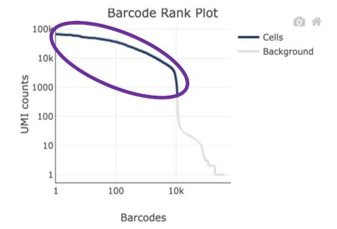 Barcode Rank Plot
Cells
Background
100k
10k
1000
100
10
1
UMI counts
1
100
10k
Barcodes